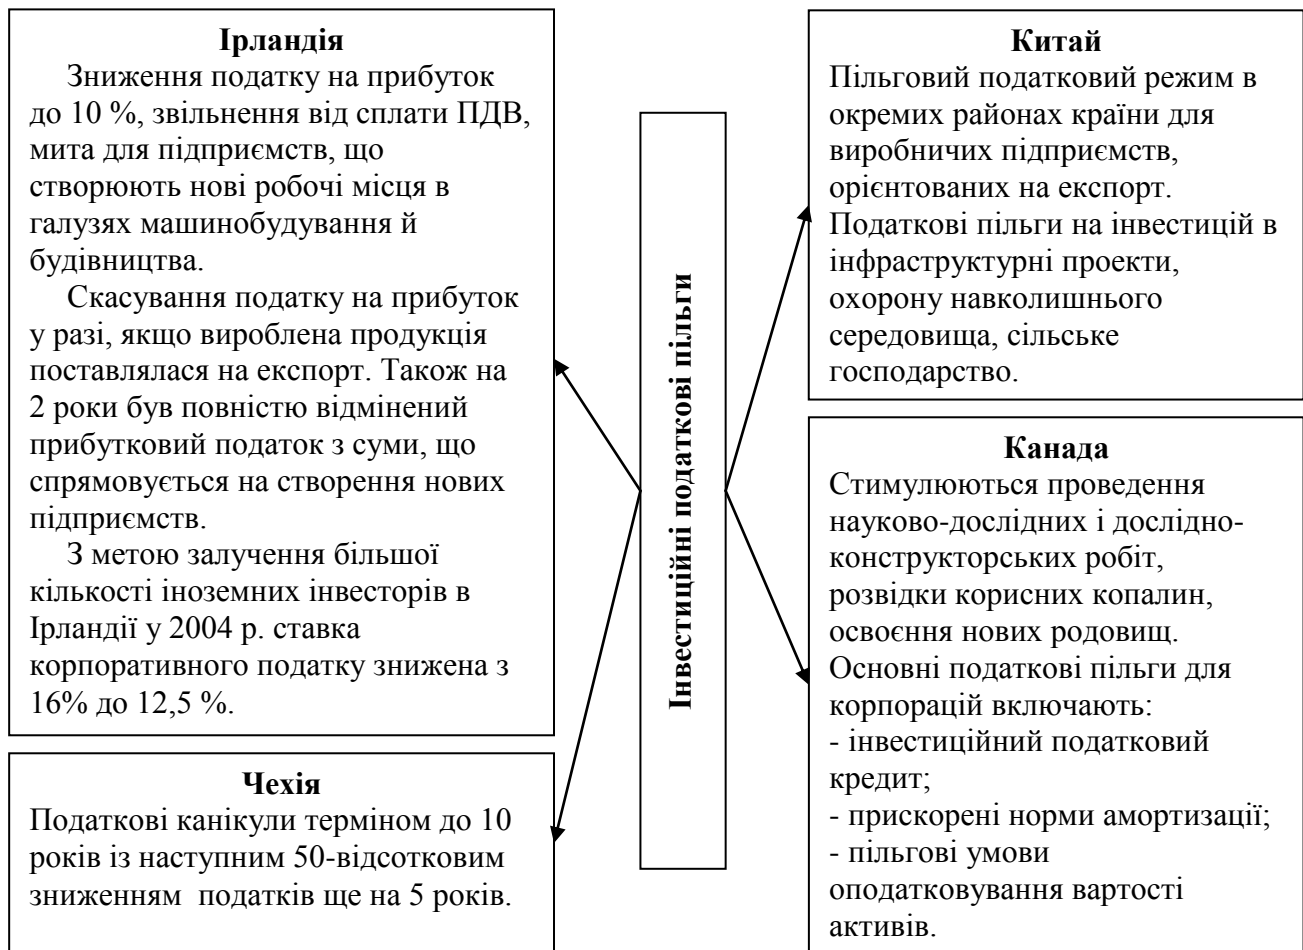 Ірландія
Зниження податку на прибуток
до 10 %, звільнення від сплати ПДВ,
мита для підприємств, що
створюють нові робочі місця в
галузях машинобудування й
будівництва.
Скасування податку на прибуток
у разі, якщо вироблена продукція
поставлялася на експорт. Також на
2 роки був повністю відмінений
прибутковий податок з суми, що
спрямовується на створення нових
підприємств.
З метою залучення більшої
кількості іноземних інвесторів в
Ірландії у 2004 р. ставка
корпоративного податку знижена з
16% до 12,5 %.
Чехія
Податкові канікули терміном до 10
років із наступним 50-відсотковим
зниженням податків ще на 5 років.
Інвестиційні податкові пільги
Китай
Пільговий податковий режим в
окремих районах країни для
виробничих підприємств,
орієнтованих на експорт.
Податкові пільги на інвестицій в
інфраструктурні проекти,
охорону навколишнього
середовища, сільське
господарство.
Канада
Стимулюються проведення
науково-дослідних і дослідно-
конструкторських робіт,
розвідки корисних копалин,
освоєння нових родовищ.
Основні податкові пільги для
корпорацій включають:
- інвестиційний податковий
кредит;
- прискорені норми амортизації;
- пільгові умови
оподатковування вартості
активів.